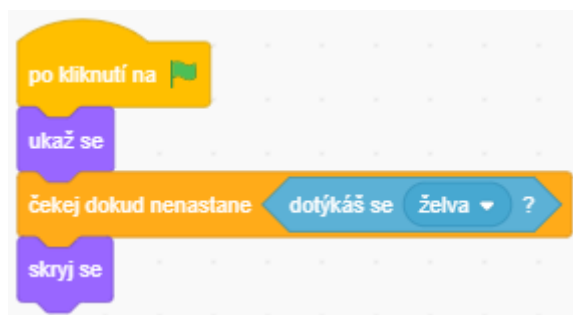 po kliknutí na
ukaž se
čekej dokud nenastane dotýkáš se želva ?
skryj se